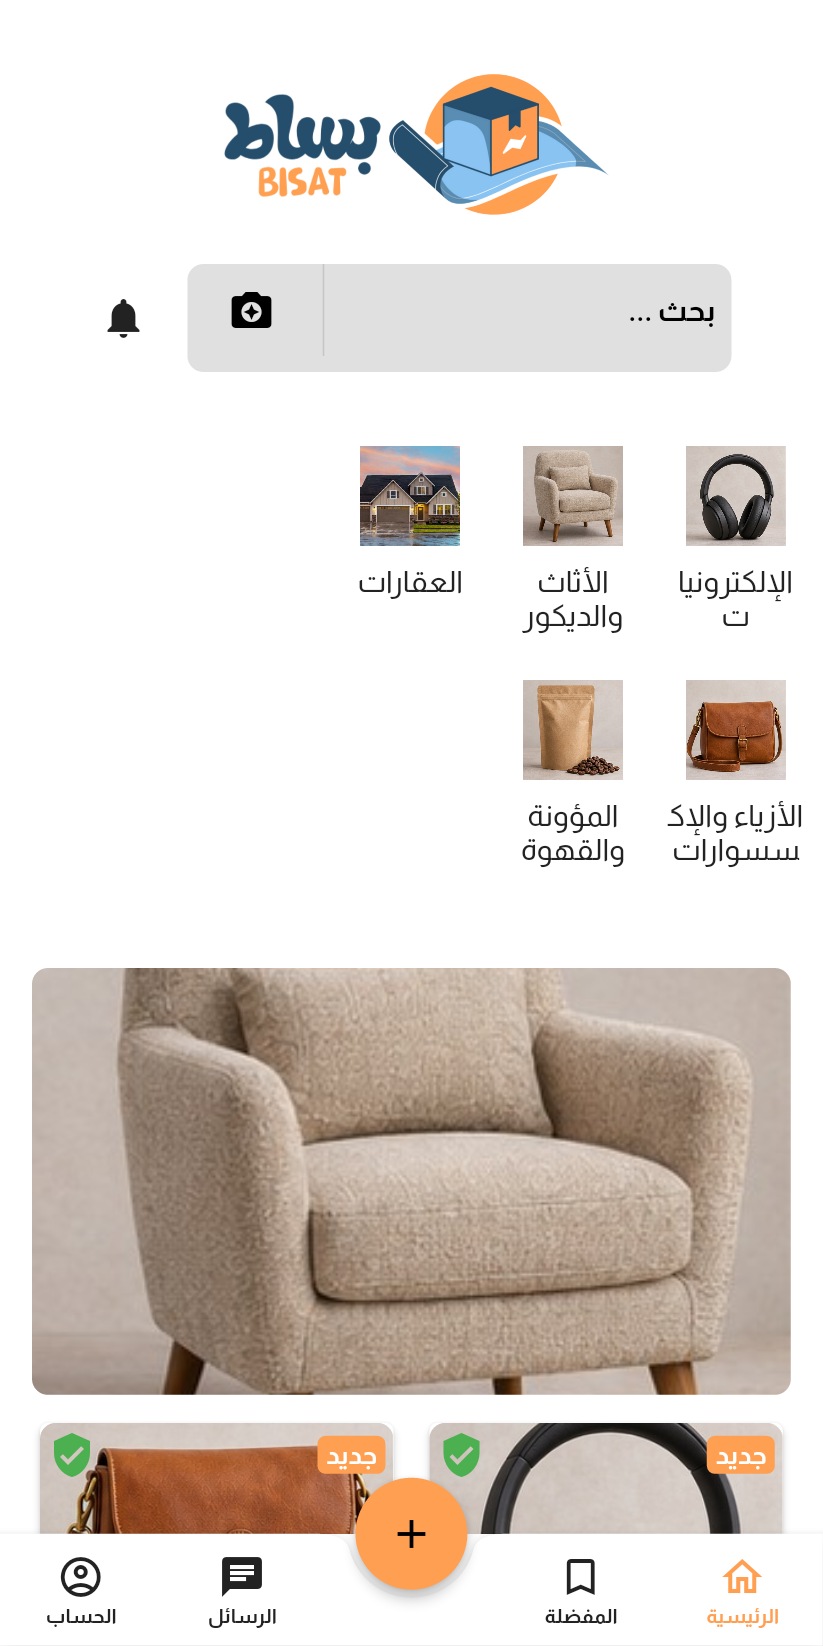 بساط
BISAT
بحث ...
الإلكترونيا
ت
الأثاث
والديكور
العقارات
الأزياء والإك
سسوارات
المؤونة
والقهوة
جديد
جديد
الرئيسية
المفضلة
+
الرسائل
الحساب